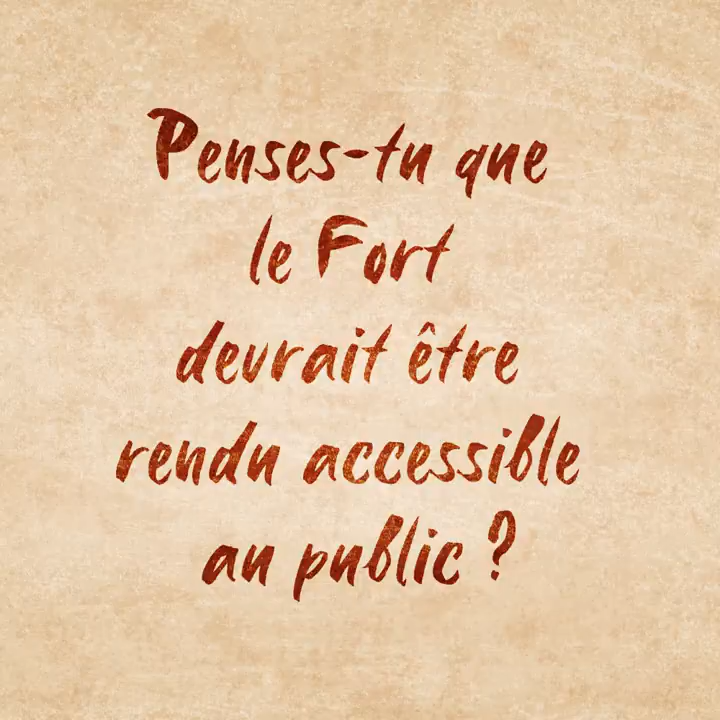 Penses-tu que
le Fort
devrait être
rendu accessible
au public ?